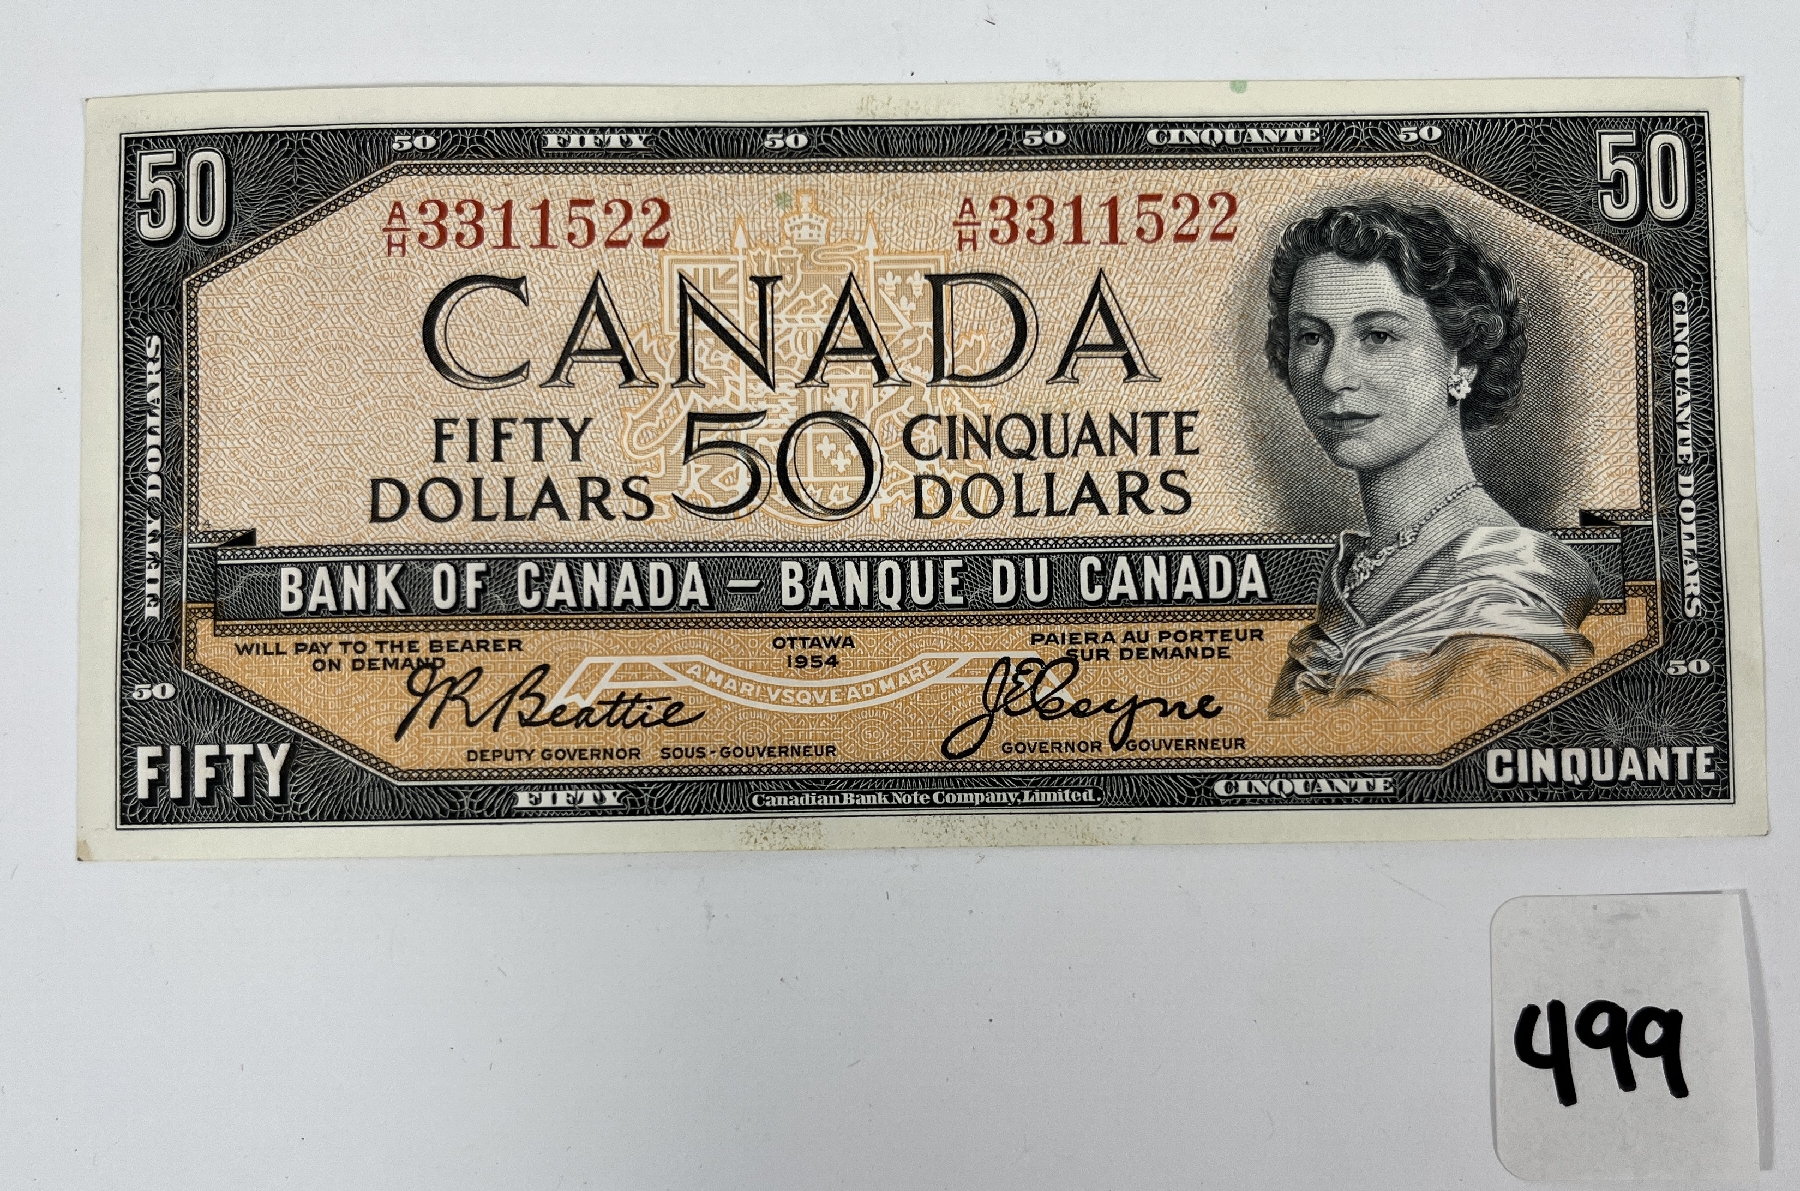 50 FIFTY 50 50 CINQUANTE 50
50 50
A/H 3311522 A/H 3311522
CANADA
FIFTY DOLLARS 50 CINQUANTE DOLLARS
FIFTY DOLLARS
CINQUANTE DOLLARS
BANK OF CANADA – BANQUE DU CANADA
WILL PAY TO THE BEARER
ON DEMAND
OTTAWA
1954
PAIERA AU PORTEUR
SUR DEMANDE
A MARI VSQVE AD MARE
50 50
J R Beattie J E Coyne
DEPUTY GOVERNOR SOUS-GOUVERNEUR
GOVERNOR GOUVERNEUR
FIFTY CINQUANTE
FIFTY Canadian Bank Note Company, Limited. CINQUANTE
499